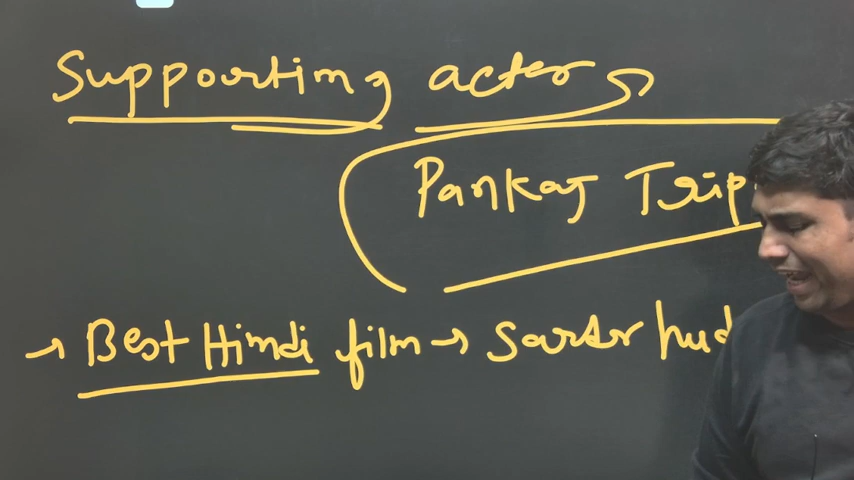 Supporting actor
Pankaj Trip
→ Best Hindi film → Sardar hud